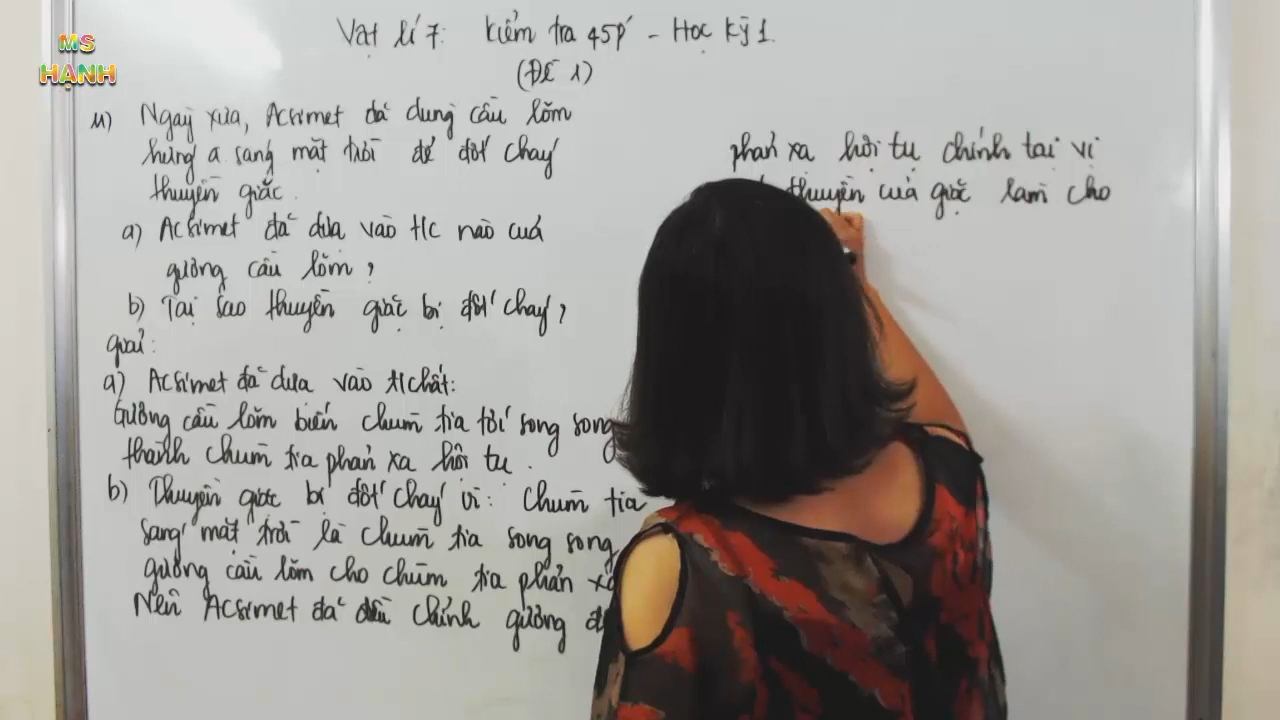 MS
HẠNH
Vật lí 7: Kiểm tra 45p' - Học kỳ 1.
(Đề 1)
11) Ngày xưa, Acsimet đã dùng cầu lõm
hứng a sáng mặt trời để đốt cháy
thuyền giặc.
a) Acsimet đã dựa vào t/c nào của
gương cầu lõm?
b) Tại sao thuyền giặc bị đốt cháy?
giải:
a) Acsimet đã dựa vào t/chất:
Gương cầu lõm biến chùm tia tới song song
thành chùm tia phản xạ hội tụ.
b) Thuyền giặc bị đốt cháy vì: Chùm tia
sáng mặt trời là chùm tia song song
gương cầu lõm cho chùm tia phản
Nên Acsimet đã điều chỉnh gương
phản xạ hội tụ chính tại vị
thuyền của giặc làm cho